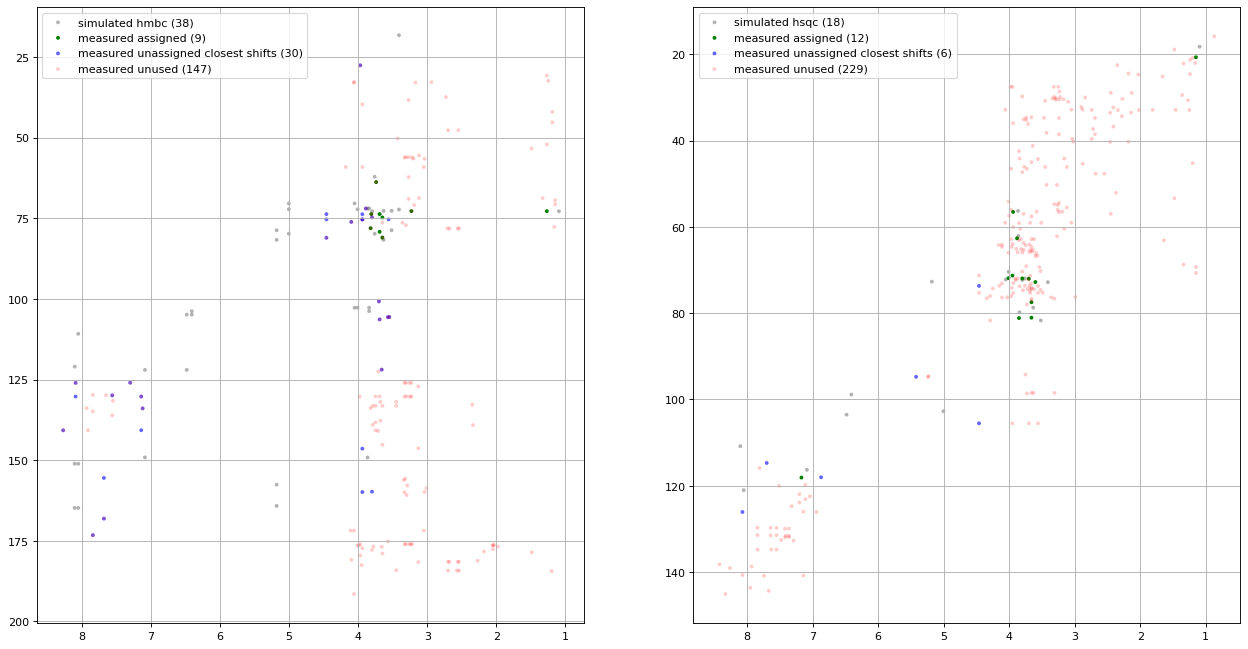 simulated hmbc (38)
measured assigned (9)
measured unassigned closest shifts (30)
measured unused (147)
25
50
75
100
125
150
175
200
8 7 6 5 4 3 2 1
simulated hsqc (18)
measured assigned (12)
measured unassigned closest shifts (6)
measured unused (229)
20
40
60
80
100
120
140
8 7 6 5 4 3 2 1